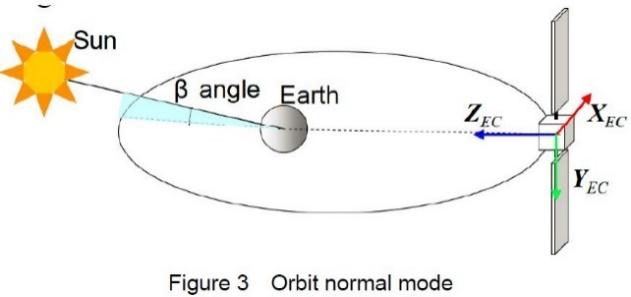 Sun
β angle
Earth
Z_EC
X_EC
Y_EC
Figure 3 Orbit normal mode